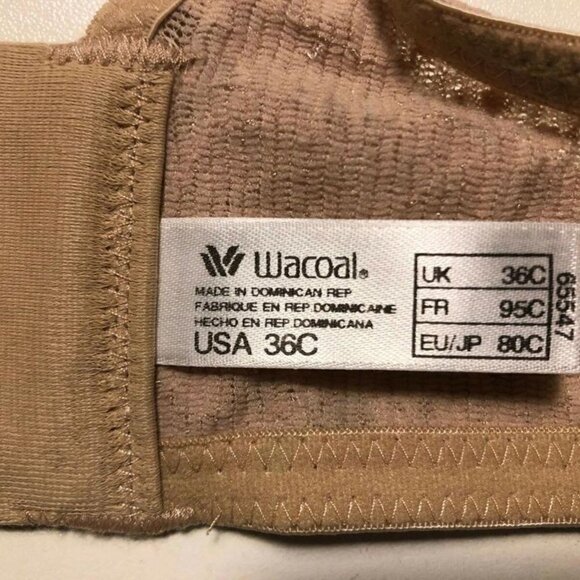 Wacoal®
MADE IN DOMINICAN REP
FABRIQUE EN REP DOMINICAINE
HECHO EN REP DOMINICANA
USA 36C
UK 36C
FR 95C
EU/JP 80C
65547